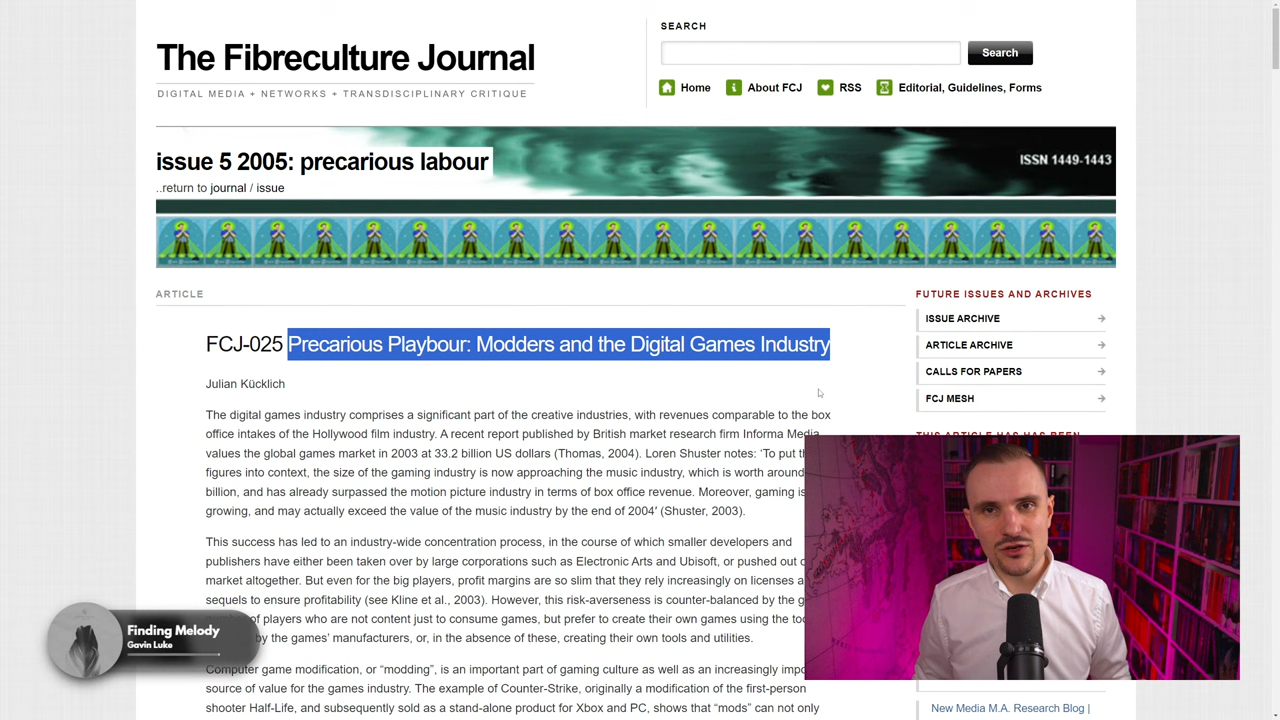 The Fibreculture Journal
DIGITAL MEDIA + NETWORKS + TRANSDISCIPLINARY CRITIQUE
SEARCH
Search
Home
About FCJ
RSS
Editorial, Guidelines, Forms
issue 5 2005: precarious labour
..return to journal / issue
ISSN 1449-1443
ARTICLE
FCJ-025 Precarious Playbour: Modders and the Digital Games Industry
Julian Kücklich
The digital games industry comprises a significant part of the creative industries, with revenues comparable to the box
office intakes of the Hollywood film industry. A recent report published by British market research firm Informa Media
values the global games market in 2003 at 33.2 billion US dollars (Thomas, 2004). Loren Shuster notes: ‘To put
figures into context, the size of the gaming industry is now approaching the music industry, which is worth around
billion, and has already surpassed the motion picture industry in terms of box office revenue. Moreover, gaming is
growing, and may actually exceed the value of the music industry by the end of 2004′ (Shuster, 2003).
This success has led to an industry-wide concentration process, in the course of which smaller developers and
publishers have either been taken over by large corporations such as Electronic Arts and Ubisoft, or pushed out
market altogether. But even for the big players, profit margins are so slim that they rely increasingly on licenses
sequels to ensure profitability (see Kline et al., 2003). However, this risk-averseness is counter-balanced by the
of players who are not content just to consume games, but prefer to create their own games using the
by the games’ manufacturers, or, in the absence of these, creating their own tools and utilities.
Computer game modification, or “modding”, is an important part of gaming culture as well as an increasingly
source of value for the games industry. The example of Counter-Strike, originally a modification of the first-person
shooter Half-Life, and subsequently sold as a stand-alone product for Xbox and PC, shows that “mods” can not only
FUTURE ISSUES AND ARCHIVES
ISSUE ARCHIVE
ARTICLE ARCHIVE
CALLS FOR PAPERS
FCJ MESH
THIS ARTICLE HAS BEEN
New Media M.A. Research Blog |
Finding Melody
Gavin Luke